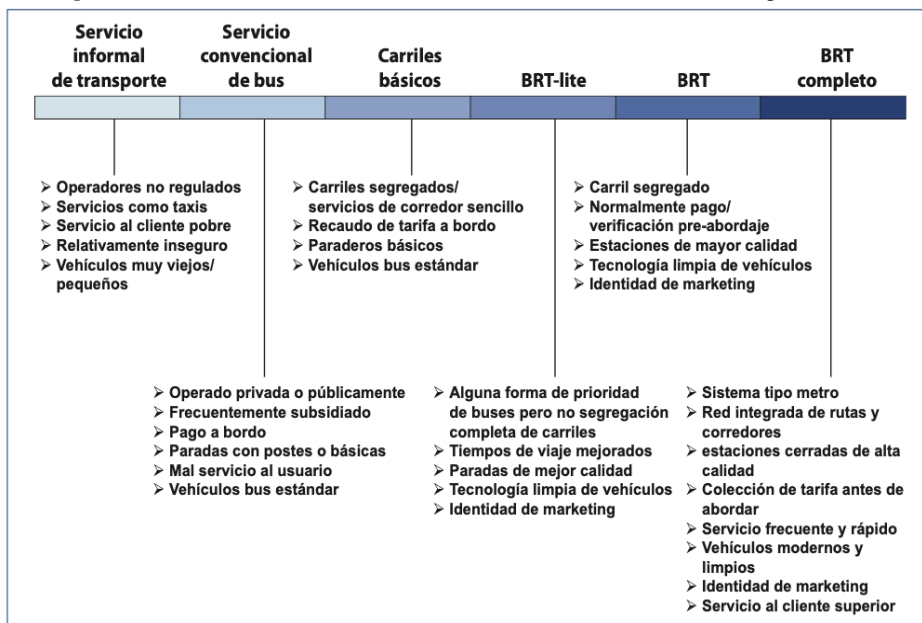 Servicio
informal
de transporte
Servicio
convencional
de bus
Carriles
básicos
BRT-lite
BRT
BRT
completo
➢ Operadores no regulados
➢ Servicios como taxis
➢ Servicio al cliente pobre
➢ Relativamente inseguro
➢ Vehículos muy viejos/
pequeños
➢ Carriles segregados/
servicios de corredor sencillo
➢ Recaudo de tarifa a bordo
➢ Paraderos básicos
➢ Vehículos bus estándar
➢ Carril segregado
➢ Normalmente pago/
verificación pre-abordaje
➢ Estaciones de mayor calidad
➢ Tecnología limpia de vehículos
➢ Identidad de marketing
➢ Operado privada o públicamente
➢ Frecuentemente subsidiado
➢ Pago a bordo
➢ Paradas con postes o básicas
➢ Mal servicio al usuario
➢ Vehículos bus estándar
➢ Alguna forma de prioridad
de buses pero no segregación
completa de carriles
➢ Tiempos de viaje mejorados
➢ Paradas de mejor calidad
➢ Tecnología limpia de vehículos
➢ Identidad de marketing
➢ Sistema tipo metro
➢ Red integrada de rutas y
corredores
➢ estaciones cerradas de alta
calidad
➢ Colección de tarifa antes de
abordar
➢ Servicio frecuente y rápido
➢ Vehículos modernos y
limpios
➢ Identidad de marketing
➢ Servicio al cliente superior